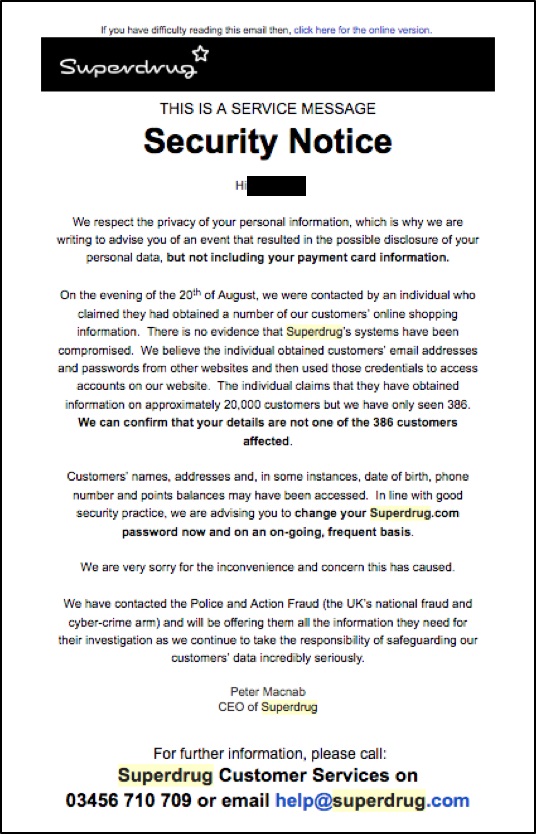 If you have difficulty reading this email then, click here for the online version.
Superdrug
THIS IS A SERVICE MESSAGE
Security Notice
Hi
We respect the privacy of your personal information, which is why we are
writing to advise you of an event that resulted in the possible disclosure of your
personal data, but not including your payment card information.
On the evening of the 20th of August, we were contacted by an individual who
claimed they had obtained a number of our customers' online shopping
information.  There is no evidence that Superdrug's systems have been
compromised.  We believe the individual obtained customers' email addresses
and passwords from other websites and then used those credentials to access
accounts on our website.  The individual claims that they have obtained
information on approximately 20,000 customers but we have only seen 386.
We can confirm that your details are not one of the 386 customers
affected.
Customers' names, addresses and, in some instances, date of birth, phone
number and points balances may have been accessed.  In line with good
security practice, we are advising you to change your Superdrug.com
password now and on an on-going, frequent basis.
We are very sorry for the inconvenience and concern this has caused.
We have contacted the Police and Action Fraud (the UK's national fraud and
cyber-crime arm) and will be offering them all the information they need for
their investigation as we continue to take the responsibility of safeguarding our
customers' data incredibly seriously.
Peter Macnab
CEO of Superdrug
For further information, please call:
Superdrug Customer Services on
03456 710 709 or email help@superdrug.com